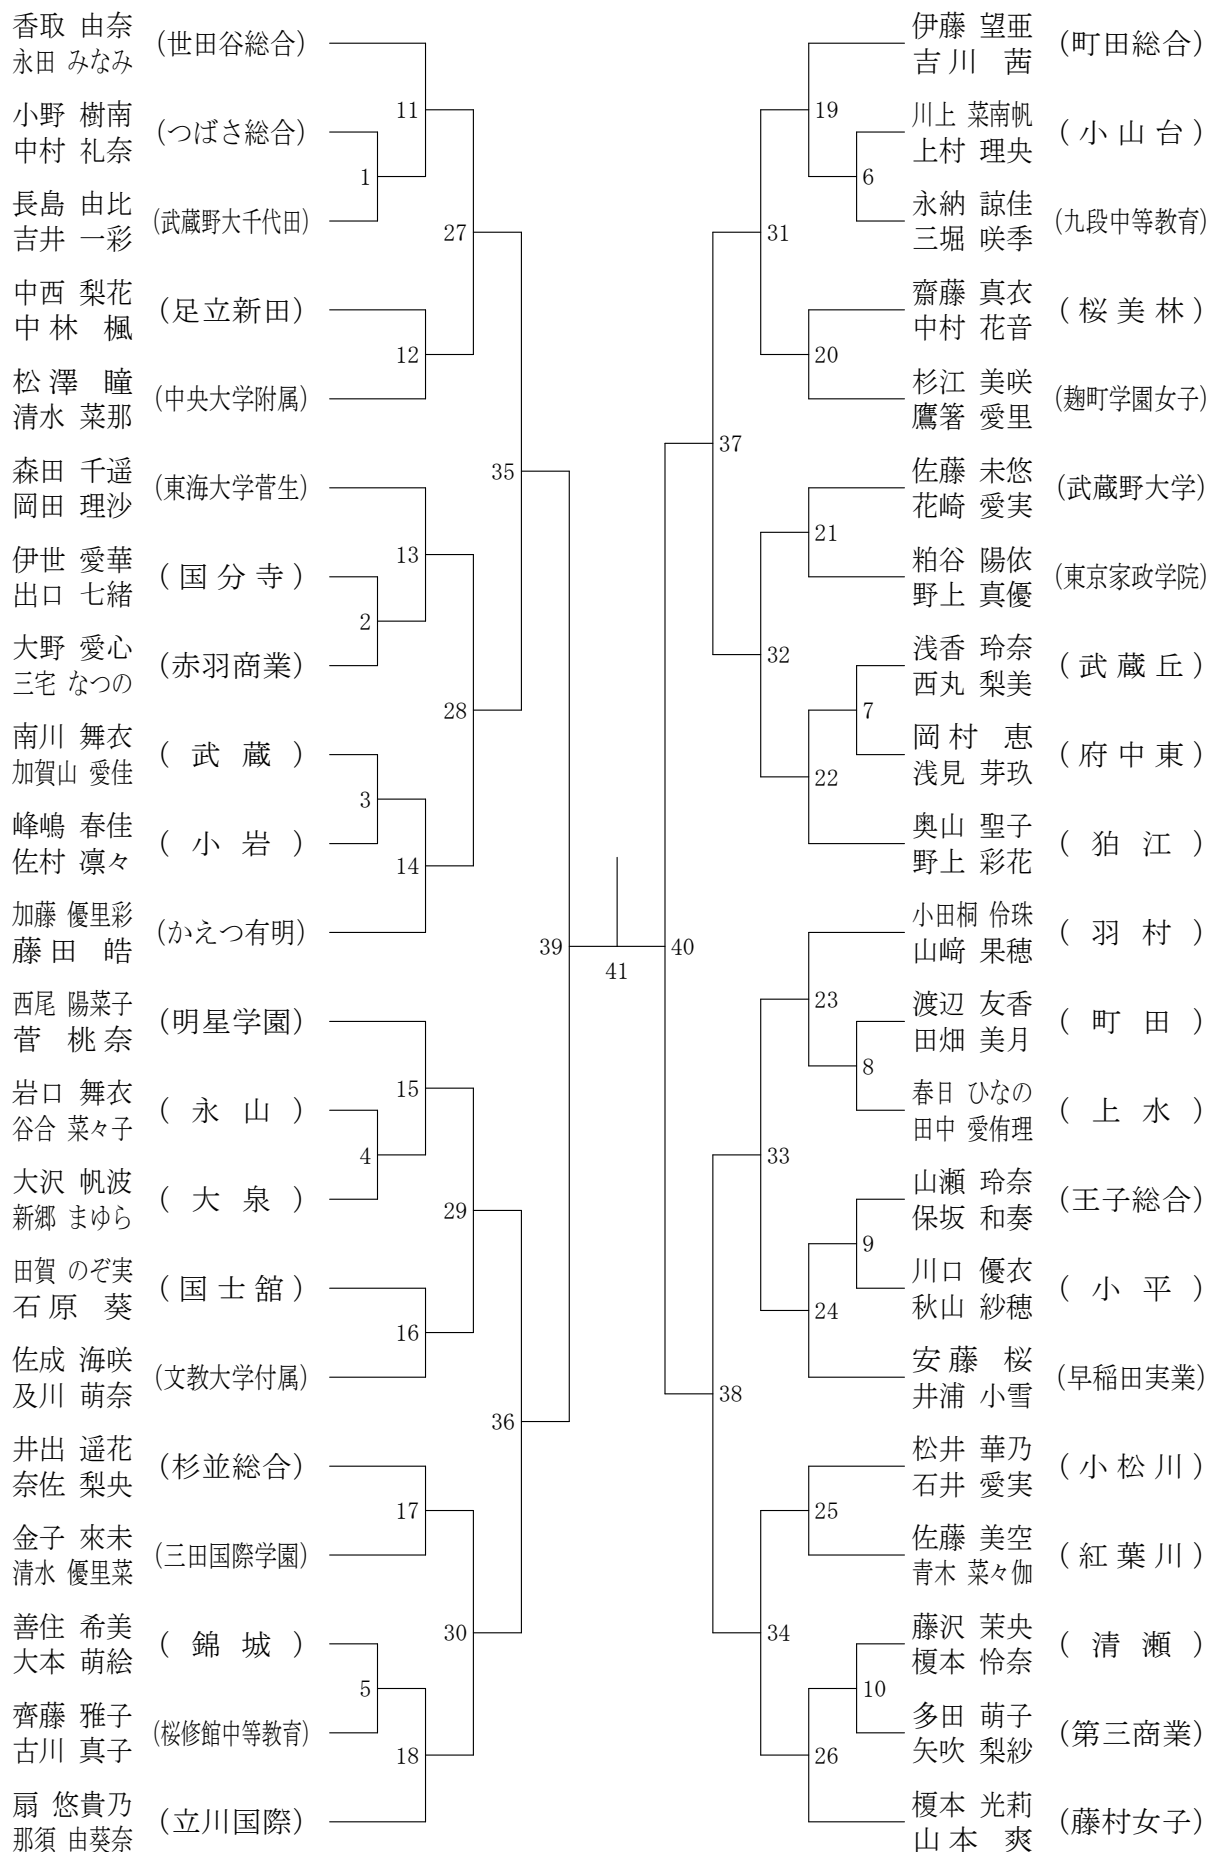 香取 由奈
永田 みなみ
(世田谷総合)
小野 樹南
中村 礼奈
(つばさ総合)
長島 由比
吉井 一彩
(武蔵野大千代田)
中西 梨花
中林 楓
(足立新田)
松澤 瞳
清水 菜那
(中央大学附属)
森田 千遥
岡田 理沙
(東海大学菅生)
伊世 愛華
出口 七緒
(国分寺)
大野 愛心
三宅 なつの
(赤羽商業)
南川 舞衣
加賀山 愛佳
(武蔵)
峰嶋 春佳
佐村 凛々
(小岩)
加藤 優里彩
藤田 皓
(かえつ有明)
西尾 陽菜子
菅 桃奈
(明星学園)
岩口 舞衣
谷合 菜々子
(永山)
大沢 帆波
新郷 まゆら
(大泉)
田賀 のぞ実
石原 葵
(国士舘)
佐成 海咲
及川 萌奈
(文教大学付属)
井出 遥花
奈佐 梨央
(杉並総合)
金子 來未
清水 優里菜
(三田国際学園)
善住 希美
大本 萌絵
(錦城)
齊藤 雅子
古川 真子
(桜修館中等教育)
扇 悠貴乃
那須 由葵奈
(立川国際)
1
2
3
4
5
11
12
13
14
15
16
17
18
27
28
29
30
35
36
39
41
40
37
38
31
32
33
34
19
20
21
22
23
24
25
26
6
7
8
9
10
伊藤 望亜
吉川 茜
(町田総合)
川上 菜南帆
上村 理央
(小山台)
永納 諒佳
三堀 咲季
(九段中等教育)
齋藤 真衣
中村 花音
(桜美林)
杉江 美咲
鷹箸 愛里
(麹町学園女子)
佐藤 未悠
花崎 愛実
(武蔵野大学)
粕谷 陽依
野上 真優
(東京家政学院)
浅香 玲奈
西丸 梨美
(武蔵丘)
岡村 恵
浅見 芽玖
(府中東)
奥山 聖子
野上 彩花
(狛江)
小田桐 伶珠
山﨑 果穂
(羽村)
渡辺 友香
田畑 美月
(町田)
春日 ひなの
田中 愛侑理
(上水)
山瀬 玲奈
保坂 和奏
(王子総合)
川口 優衣
秋山 紗穂
(小平)
安藤 桜
井浦 小雪
(早稲田実業)
松井 華乃
石井 愛実
(小松川)
佐藤 美空
青木 菜々伽
(紅葉川)
藤沢 茉央
榎本 怜奈
(清瀬)
多田 萌子
矢吹 梨紗
(第三商業)
榎本 光莉
山本 爽
(藤村女子)